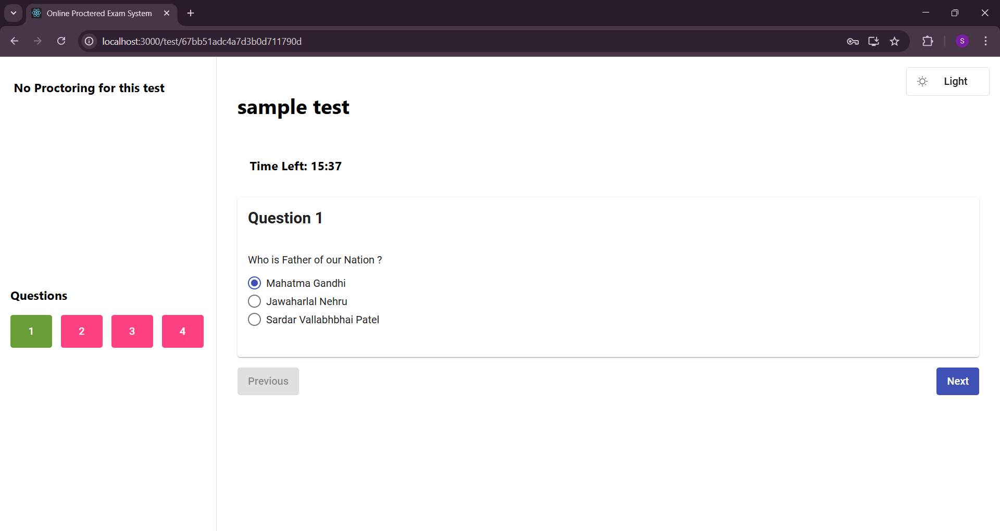 Online Proctered Exam System
localhost:3000/test/67bb51adc4a7d3b0d711790d
S
No Proctoring for this test
Light
sample test
Time Left: 15:37
Question 1
Who is Father of our Nation ?
Mahatma Gandhi
Jawaharlal Nehru
Sardar Vallabhbhai Patel
Questions
1 2 3 4
Previous
Next